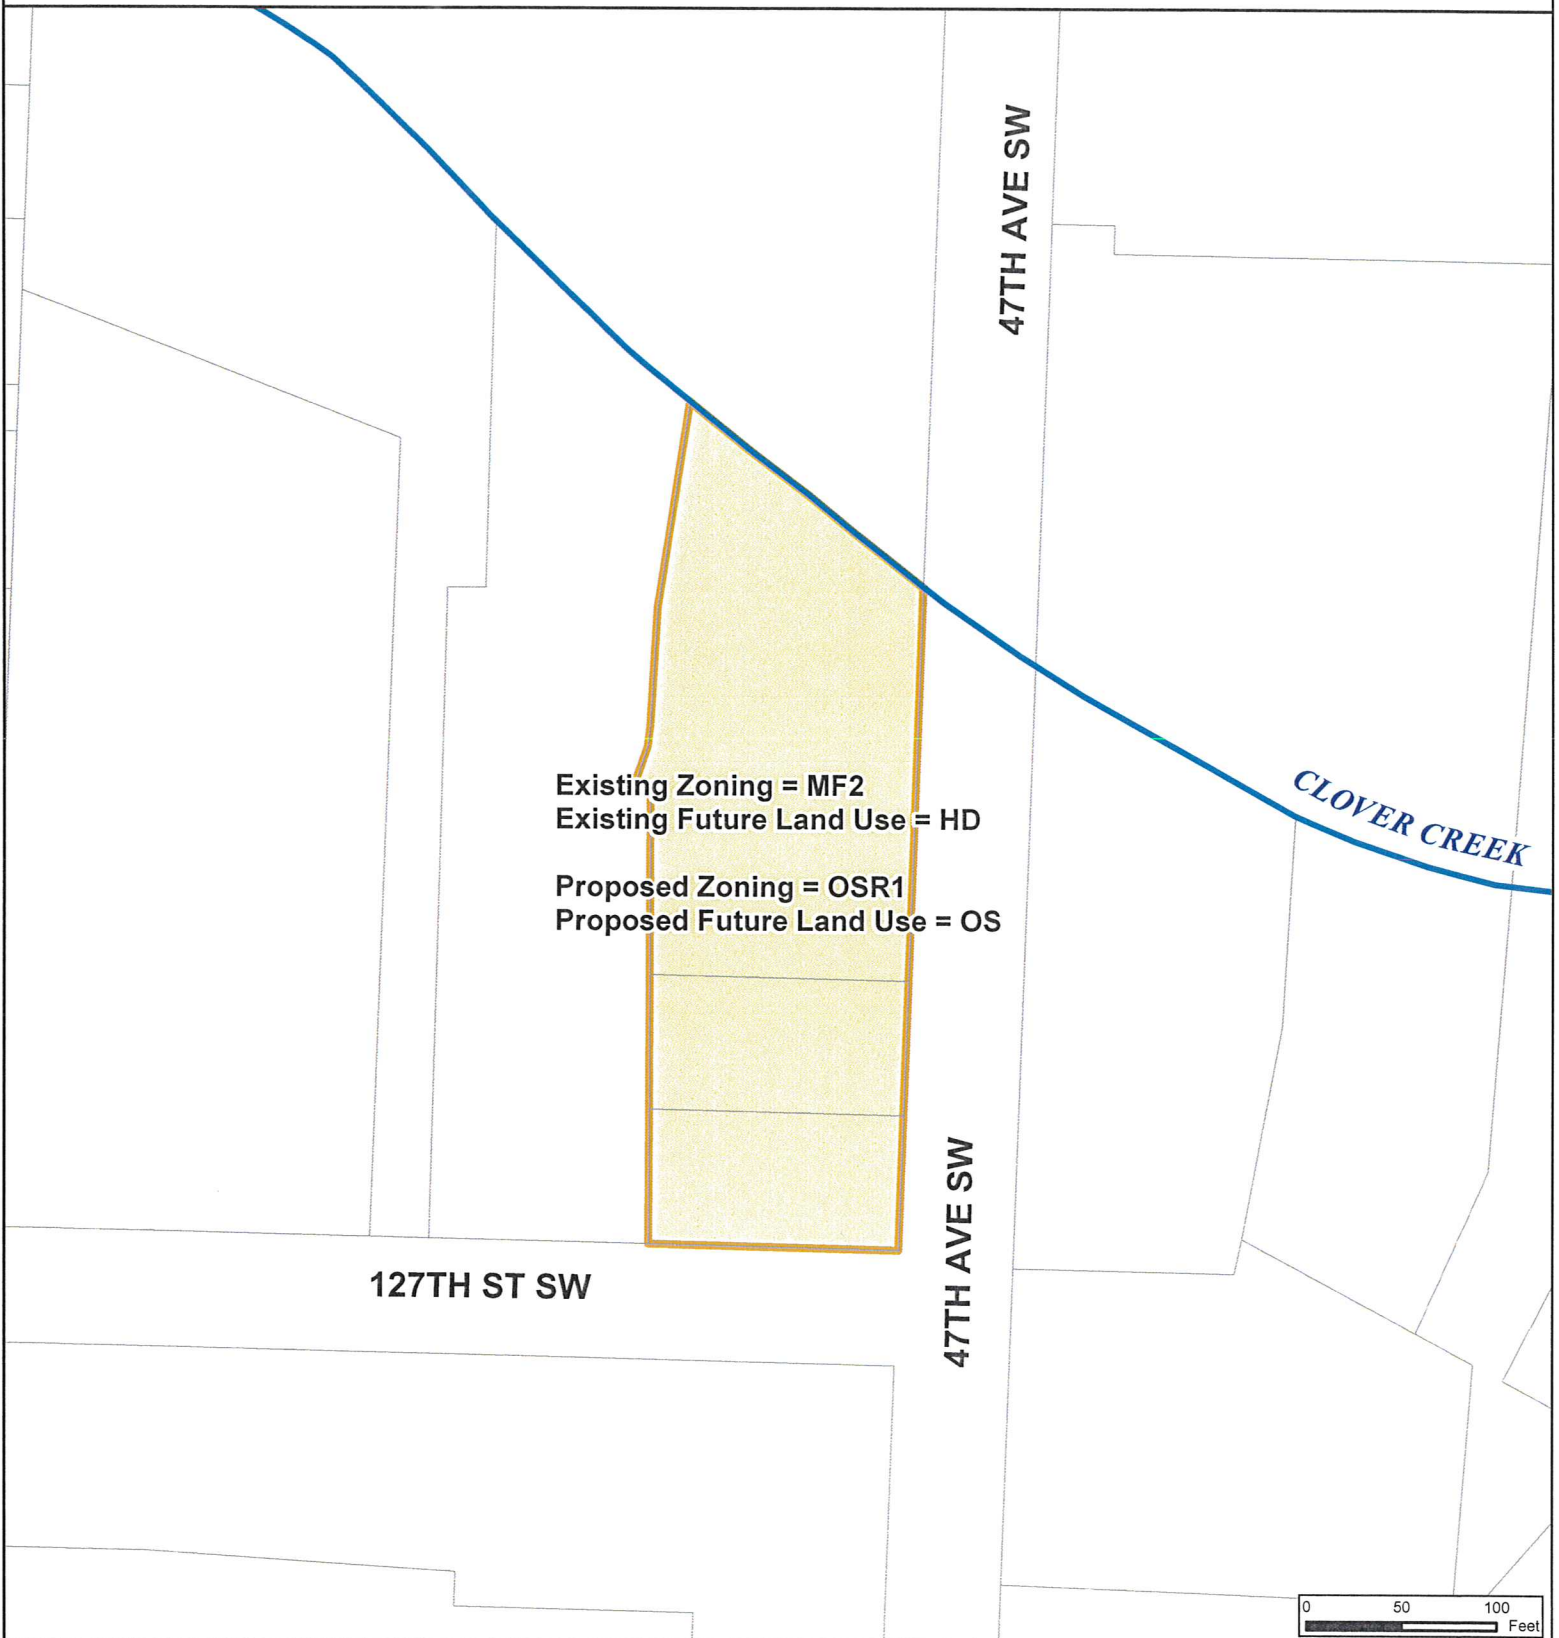 47TH AVE SW
CLOVER CREEK
Existing Zoning = MF2
Existing Future Land Use = HD
Proposed Zoning = OSR1
Proposed Future Land Use = OS
47TH AVE SW
127TH ST SW
0 50 100
Feet